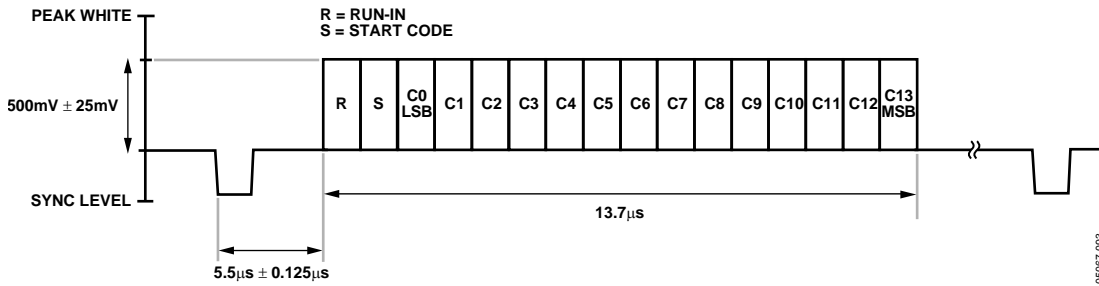 PEAK WHITE
R = RUN-IN
S = START CODE
500mV ± 25mV
R
S
C0
LSB
C1
C2
C3
C4
C5
C6
C7
C8
C9
C10
C11
C12
C13
MSB
SYNC LEVEL
13.7µs
5.5µs ± 0.125µs